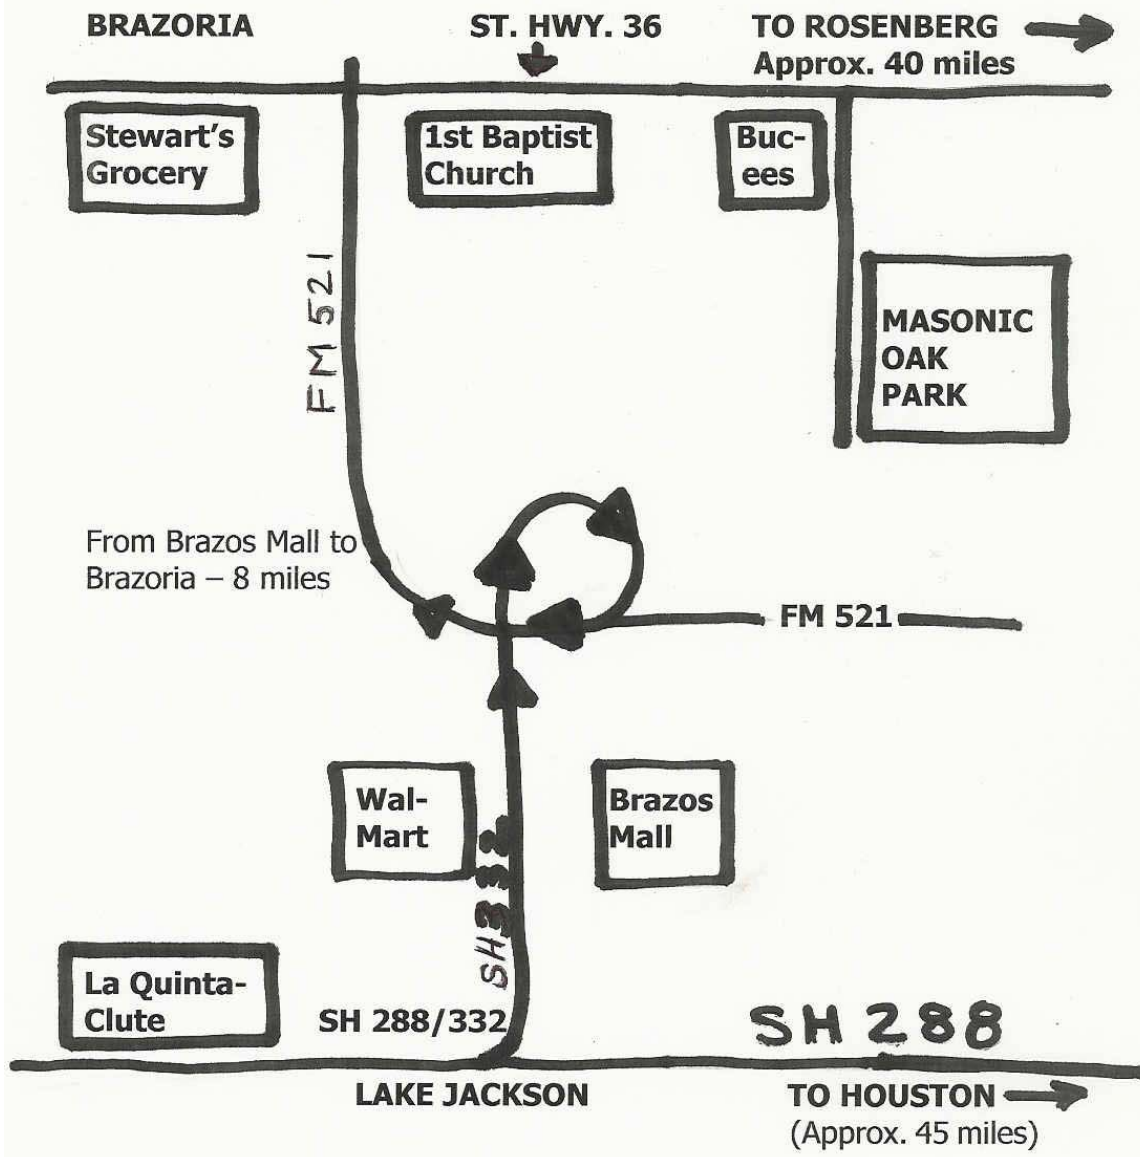 BRAZORIA
ST. HWY. 36
TO ROSENBERG
Approx. 40 miles
Stewart's
Grocery
1st Baptist
Church
Buc-
ees
FM 521
MASONIC
OAK
PARK
From Brazos Mall to
Brazoria – 8 miles
FM 521
Wal-
Mart
Brazos
Mall
SH 332
La Quinta-
Clute
SH 288/332
SH 288
LAKE JACKSON
TO HOUSTON
(Approx. 45 miles)